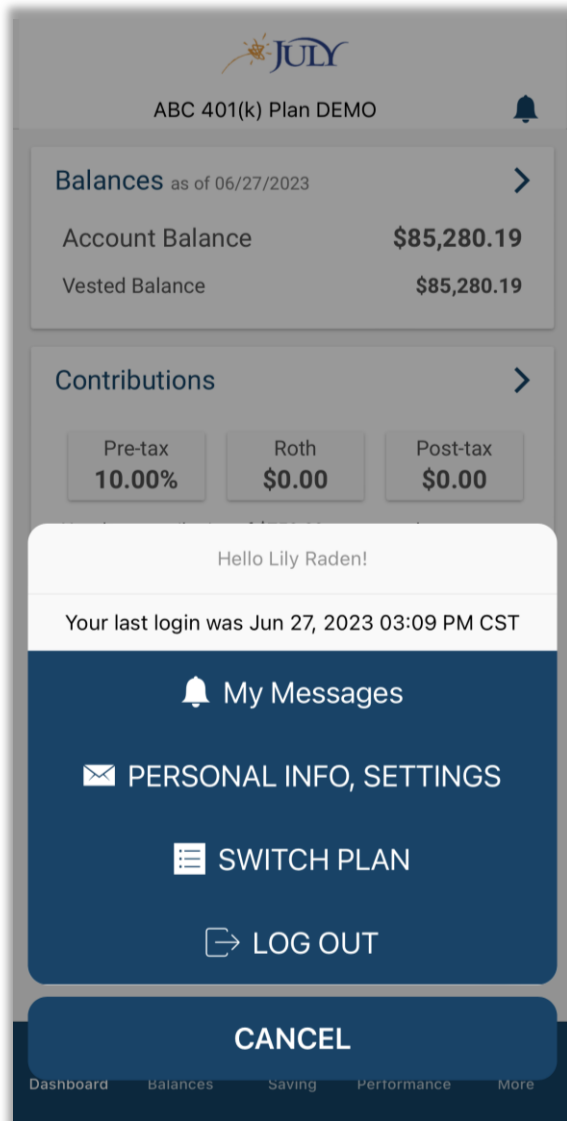 JULY
ABC 401(k) Plan DEMO
Balances as of 06/27/2023
Account Balance $85,280.19
Vested Balance $85,280.19
Contributions
Pre-tax Roth Post-tax
10.00% $0.00 $0.00
Hello Lily Raden!
Your last login was Jun 27, 2023 03:09 PM CST
My Messages
PERSONAL INFO, SETTINGS
SWITCH PLAN
LOG OUT
CANCEL
Dashboard Balances Saving Performance More